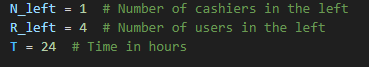 N_left = 1  # Number of cashiers in the left
R_left = 4  # Number of users in the left
T = 24  # Time in hours